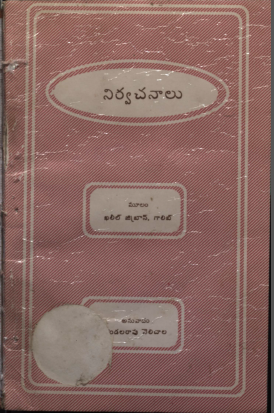 నిర్వచనాలు
మూలం
ఖలీల్ జిబ్రాన్, గాలిబ్
అనువాదం
నెలిచాల